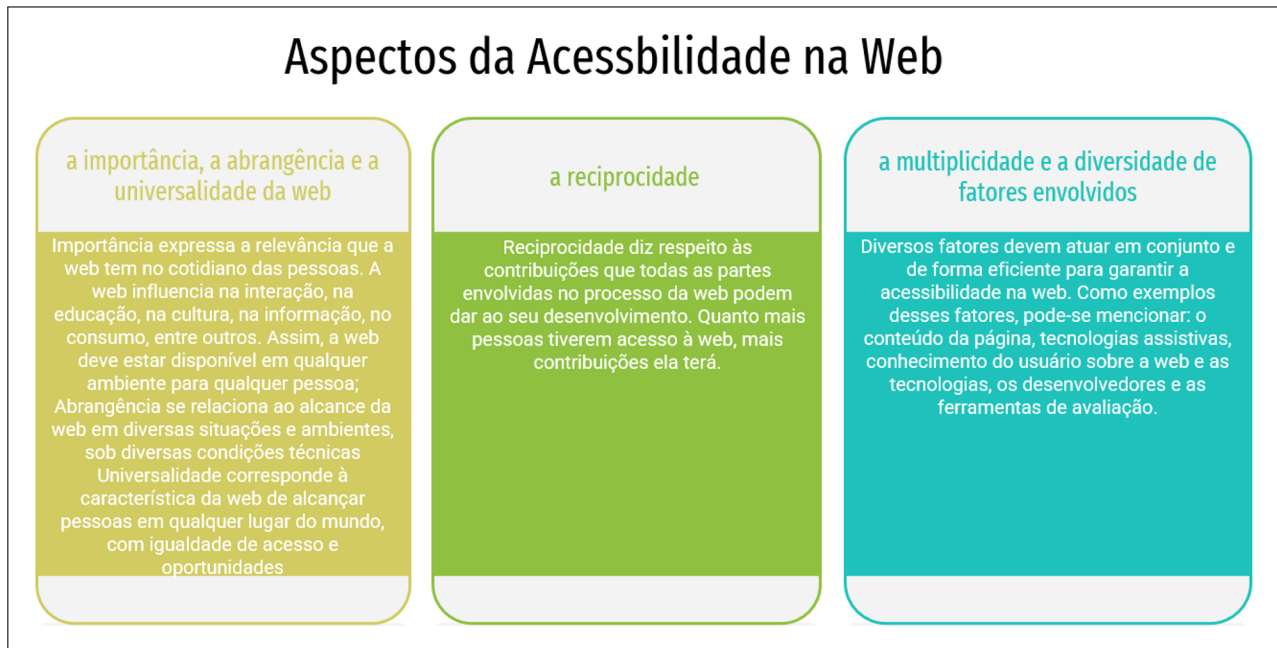 Aspectos da Acessbilidade na Web
a importância, a abrangência e a
universalidade da web
Importância expressa a relevância que a
web tem no cotidiano das pessoas. A
web influencia na interação, na
educação, na cultura, na informação, no
consumo, entre outros. Assim, a web
deve estar disponível em qualquer
ambiente para qualquer pessoa;
Abrangência se relaciona ao alcance da
web em diversas situações e ambientes,
sob diversas condições técnicas
Universalidade corresponde à
característica da web de alcançar
pessoas em qualquer lugar do mundo,
com igualdade de acesso e
oportunidades
a reciprocidade
Reciprocidade diz respeito às
contribuições que todas as partes
envolvidas no processo da web podem
dar ao seu desenvolvimento. Quanto mais
pessoas tiverem acesso à web, mais
contribuições ela terá.
a multiplicidade e a diversidade de
fatores envolvidos
Diversos fatores devem atuar em conjunto e
de forma eficiente para garantir a
acessibilidade na web. Como exemplos
desses fatores, pode-se mencionar: o
conteúdo da página, tecnologias assistivas,
conhecimento do usuário sobre a web e as
tecnologias, os desenvolvedores e as
ferramentas de avaliação.